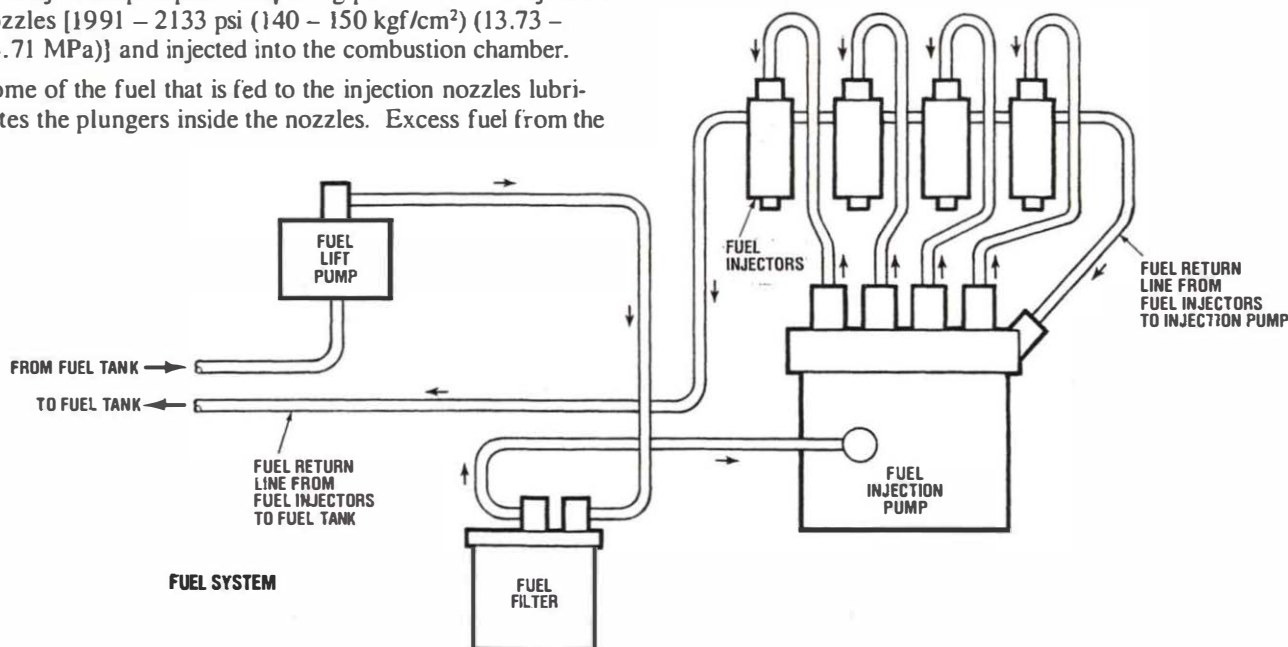 zzles [1991 – 2133 psi (140 – 150 kgf/cm²) (13.73 –
.71 MPa)] and injected into the combustion chamber.
ome of the fuel that is fed to the injection nozzles lubri-
tes the plungers inside the nozzles. Excess fuel from the
FUEL
LIFT
PUMP
FROM FUEL TANK
TO FUEL TANK
FUEL RETURN
LINE FROM
FUEL INJECTORS
TO FUEL TANK
FUEL
INJECTORS
FUEL RETURN
LINE FROM
FUEL INJECTORS
TO INJECTION PUMP
FUEL
INJECTION
PUMP
FUEL SYSTEM
FUEL
FILTER